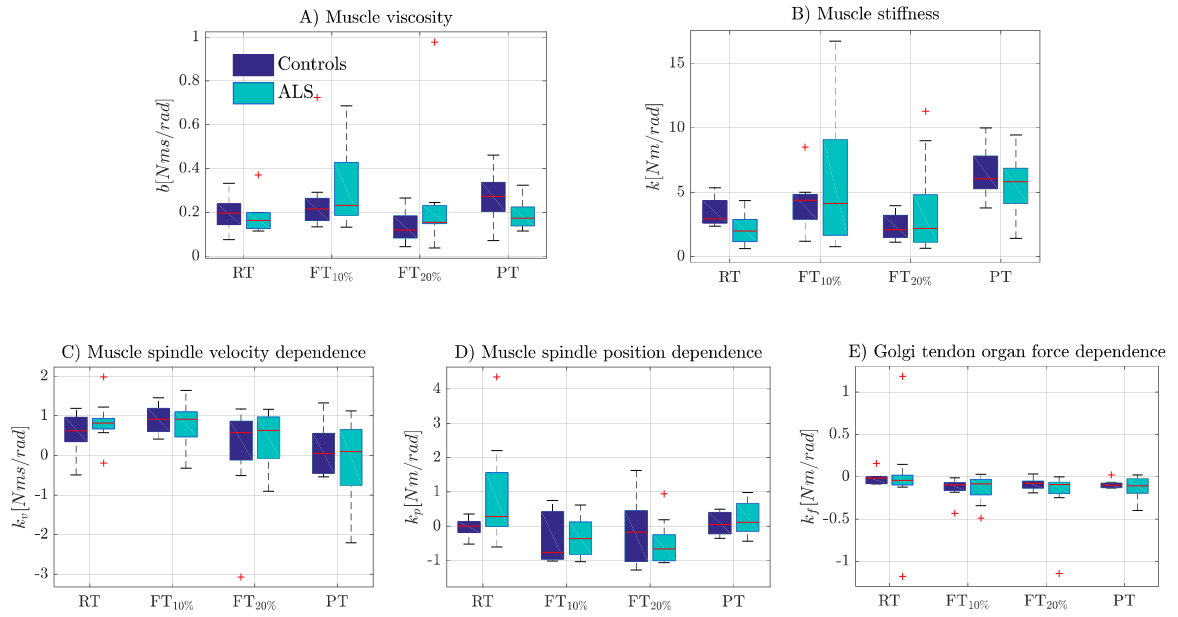 A) Muscle viscosity
1
0.8
0.6
0.4
0.2
0
b[Nms/rad]
Controls
ALS
RT
FT10%
FT20%
PT
B) Muscle stiffness
15
10
5
0
k[Nm/rad]
RT
FT10%
FT20%
PT
C) Muscle spindle velocity dependence
2
1
0
-1
-2
-3
kv[Nms/rad]
RT
FT10%
FT20%
PT
D) Muscle spindle position dependence
4
3
2
1
0
-1
kp[Nm/rad]
RT
FT10%
FT20%
PT
E) Golgi tendon organ force dependence
1
0.5
0
-0.5
-1
kf[Nm/rad]
RT
FT10%
FT20%
PT